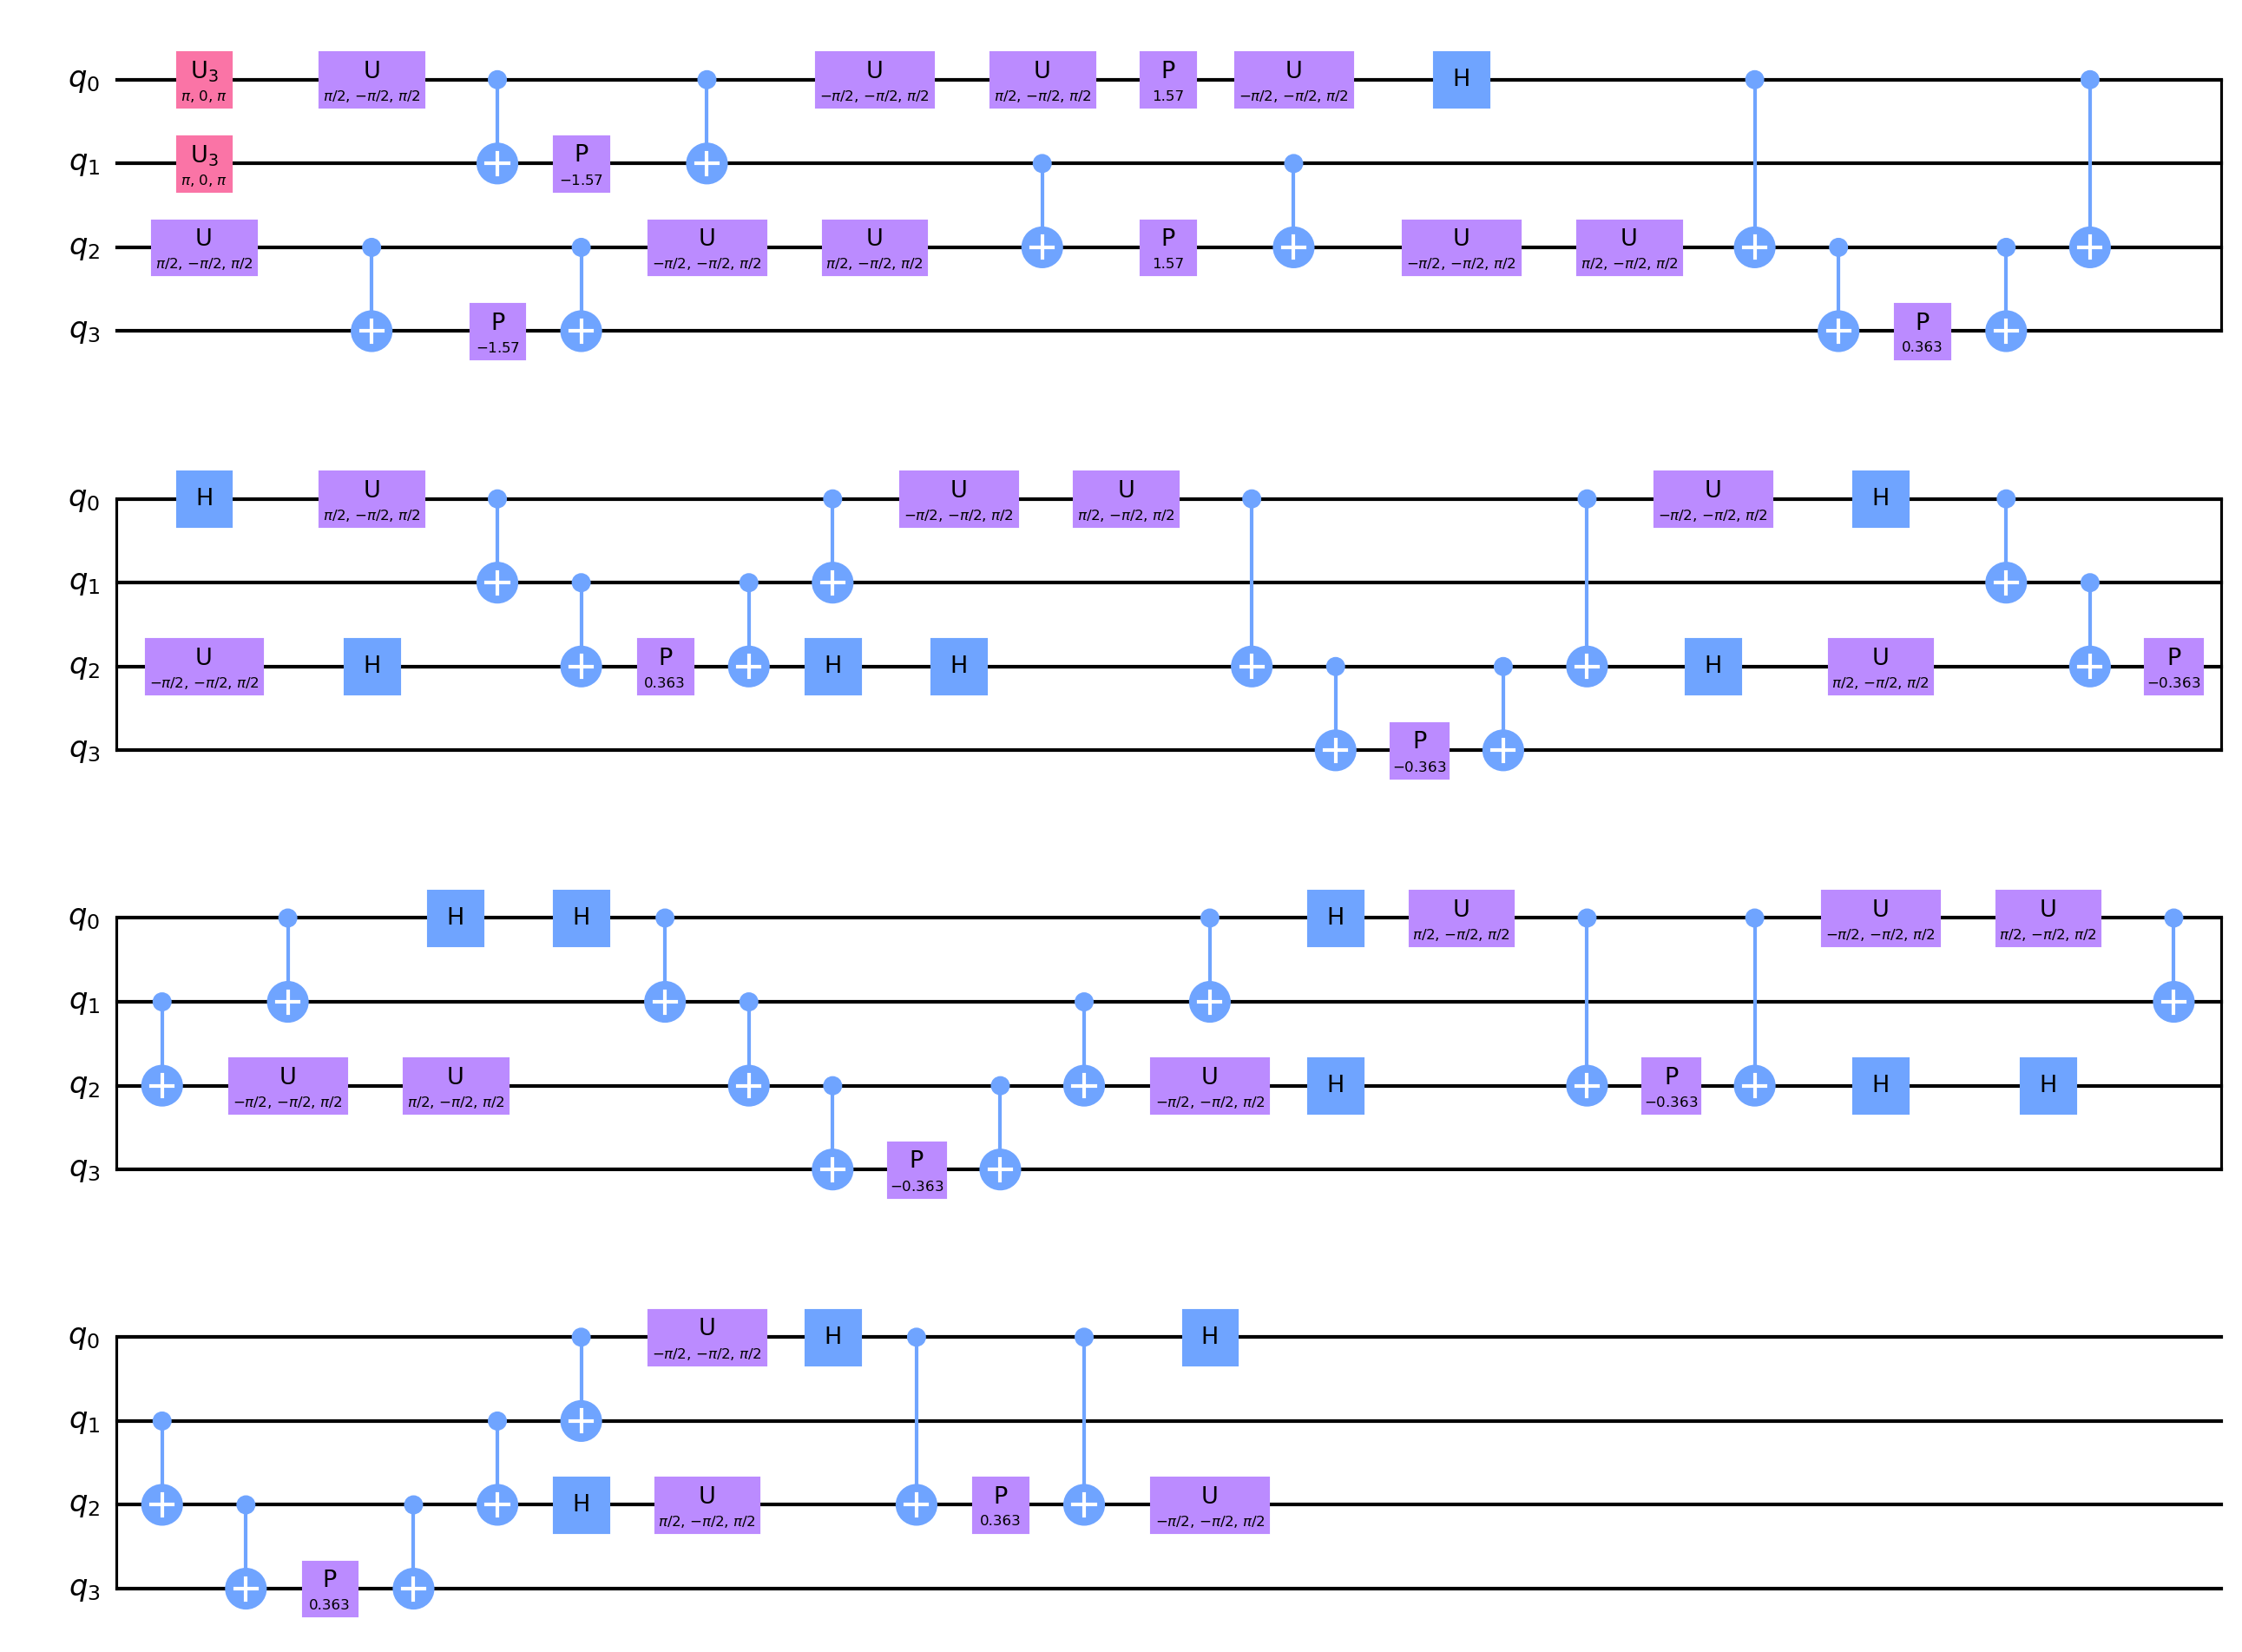 q0 U3 U U U P U H
π, 0, π π/2, −π/2, π/2 −π/2, −π/2, π/2 π/2, −π/2, π/2 1.57 −π/2, −π/2, π/2
q1 U3 P
π, 0, π −1.57
q2 U U U P U U
π/2, −π/2, π/2 −π/2, −π/2, π/2 π/2, −π/2, π/2 1.57 −π/2, −π/2, π/2 π/2, −π/2, π/2
q3 P P
−1.57 0.363
q0 H U U U U H
π/2, −π/2, π/2 −π/2, −π/2, π/2 π/2, −π/2, π/2 −π/2, −π/2, π/2
q1
q2 U H P H H H U P
−π/2, −π/2, π/2 0.363 π/2, −π/2, π/2 −0.363
q3 P
−0.363
q0 H H H U U U
π/2, −π/2, π/2 −π/2, −π/2, π/2 π/2, −π/2, π/2
q1
q2 U U U H P H H
−π/2, −π/2, π/2 π/2, −π/2, π/2 −π/2, −π/2, π/2 −0.363
q3 P
−0.363
q0 U H H
−π/2, −π/2, π/2
q1
q2 H U P U
π/2, −π/2, π/2 0.363 −π/2, −π/2, π/2
q3 P
0.363